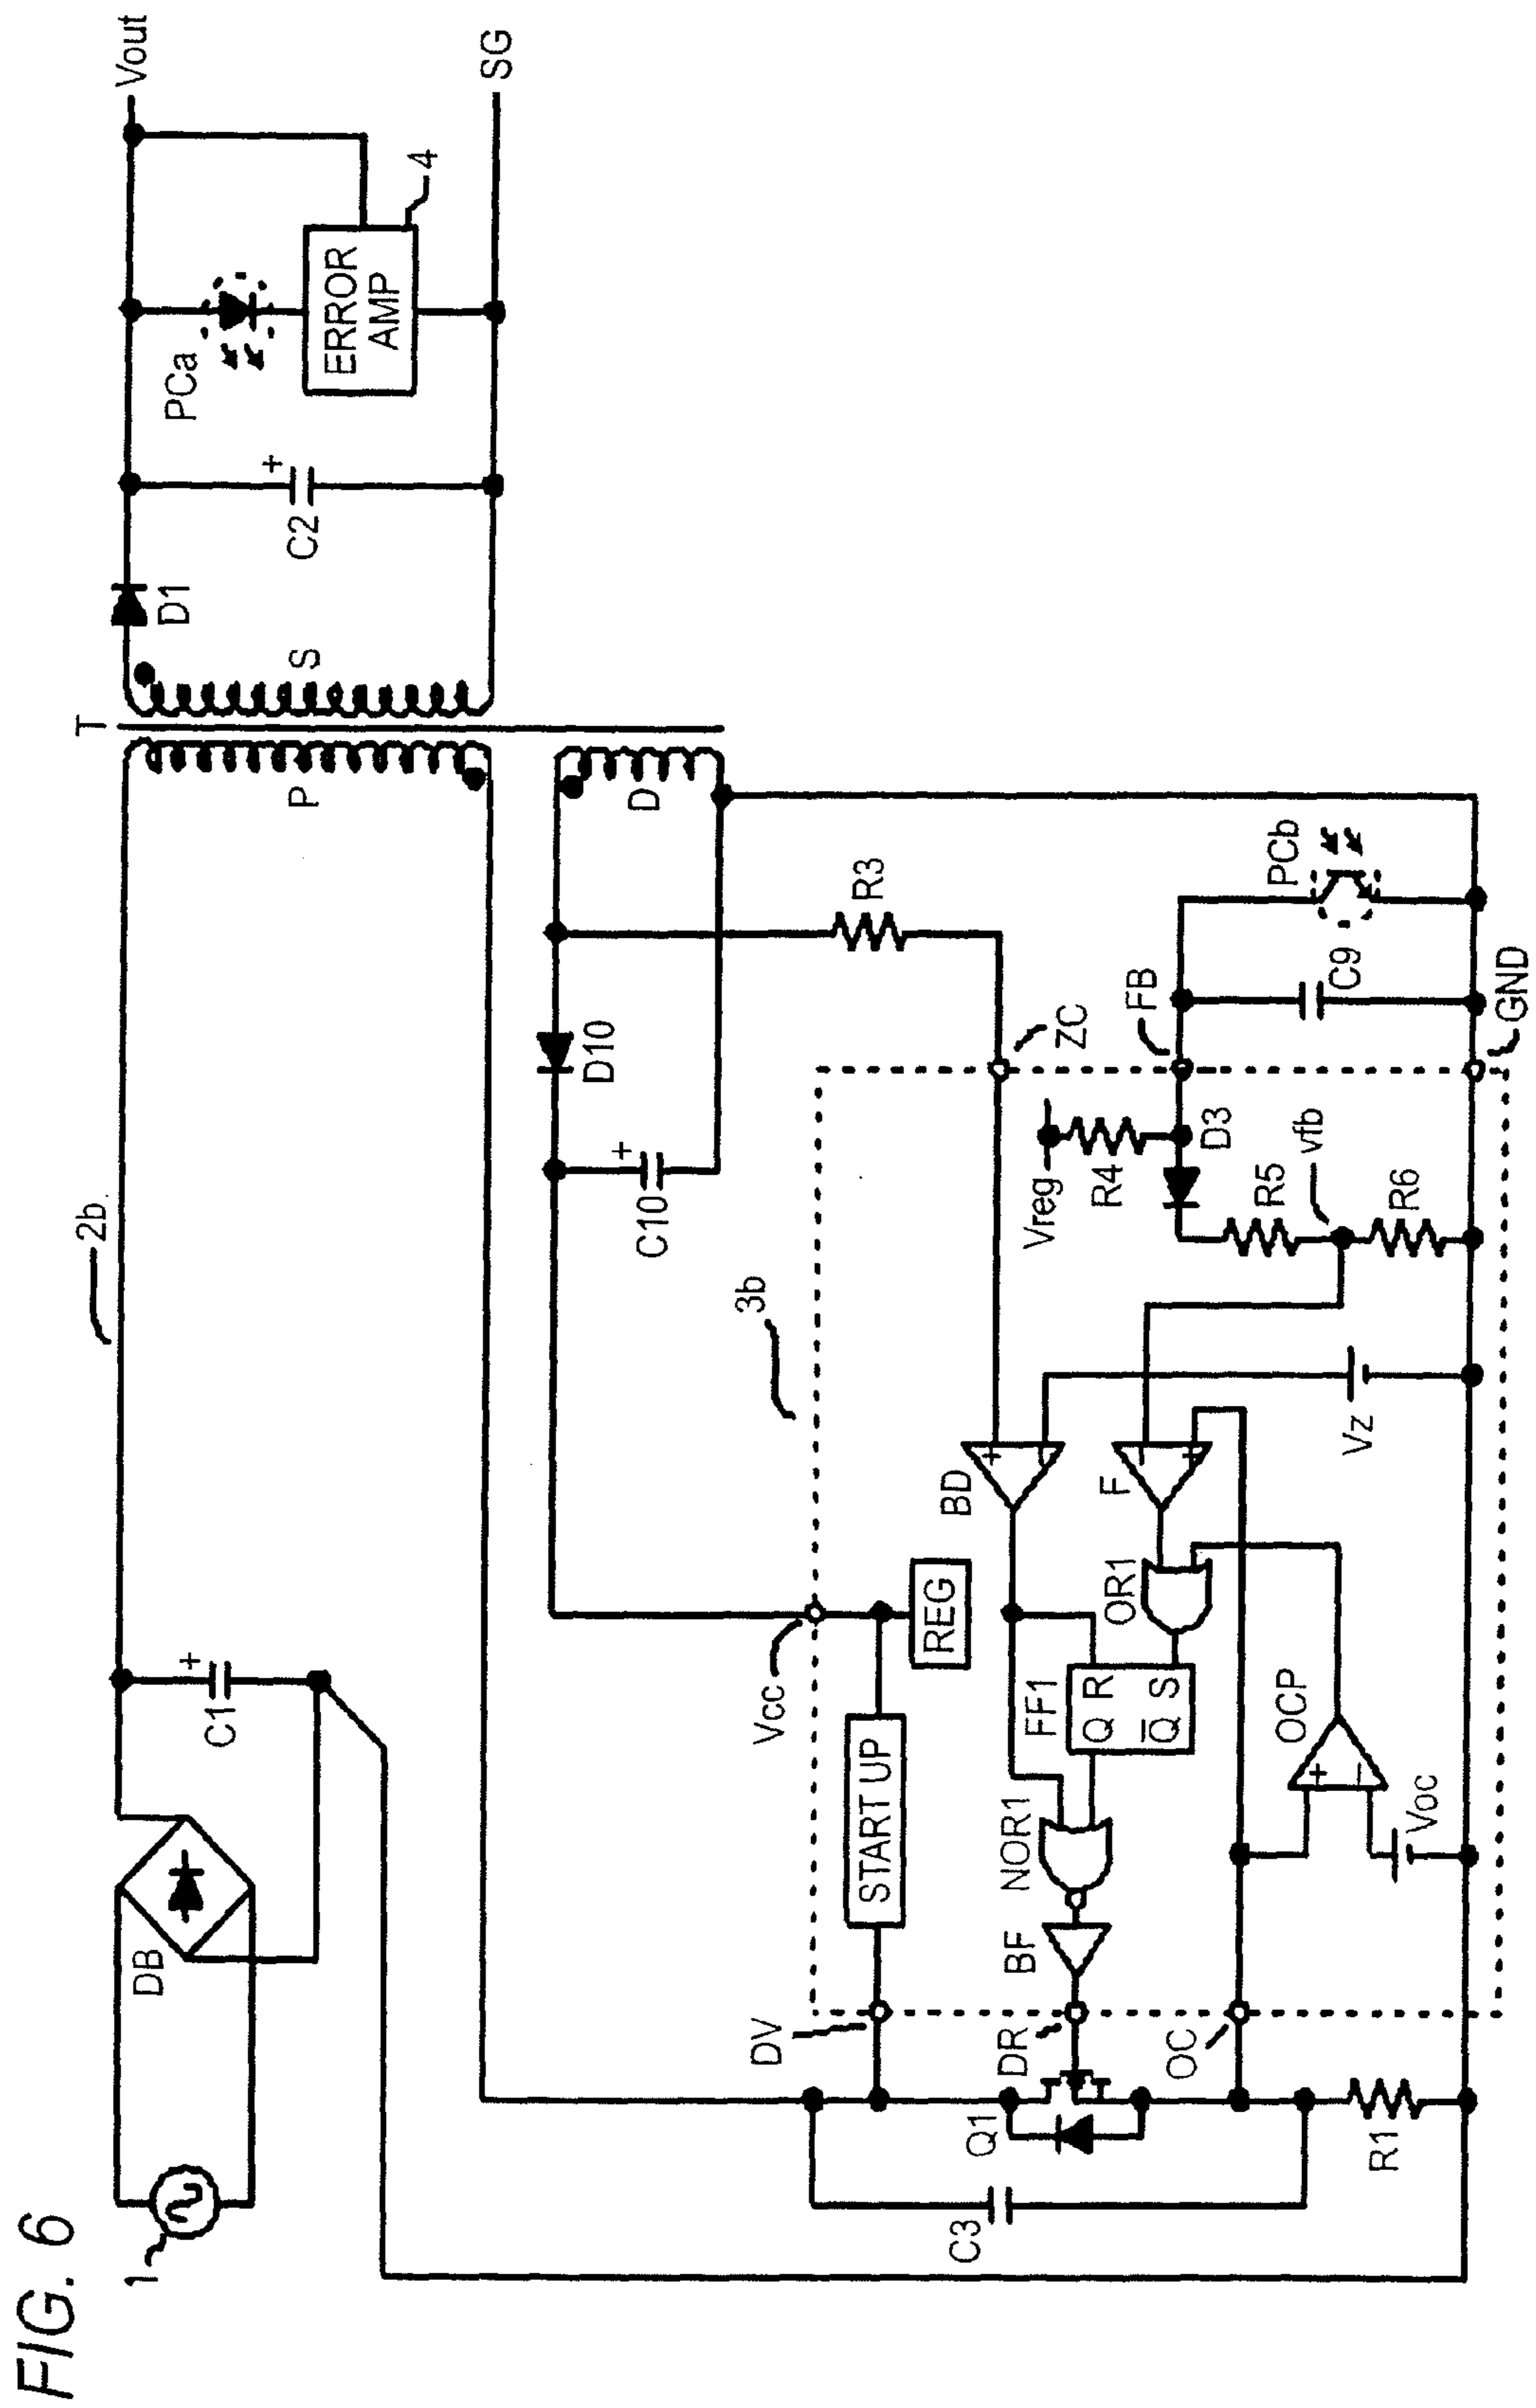 FIG. 6
1
DB
C1
+
2b
T
P
S
D1
C2
+
PCa
ERROR
AMP
4
Vout
SG
D
D10
C10
+
R3
Vcc
3b
ZC
FB
PCb
C9
GND
DV
START UP
REG
Vreg
R4
D3
R5
vfb
R6
BD
+
−
F
−
+
Vz
DR
BF
NOR1
FF1
Q R
Q̅ S
OR1
OC
OCP
+
−
Voc
Q1
C3
R1